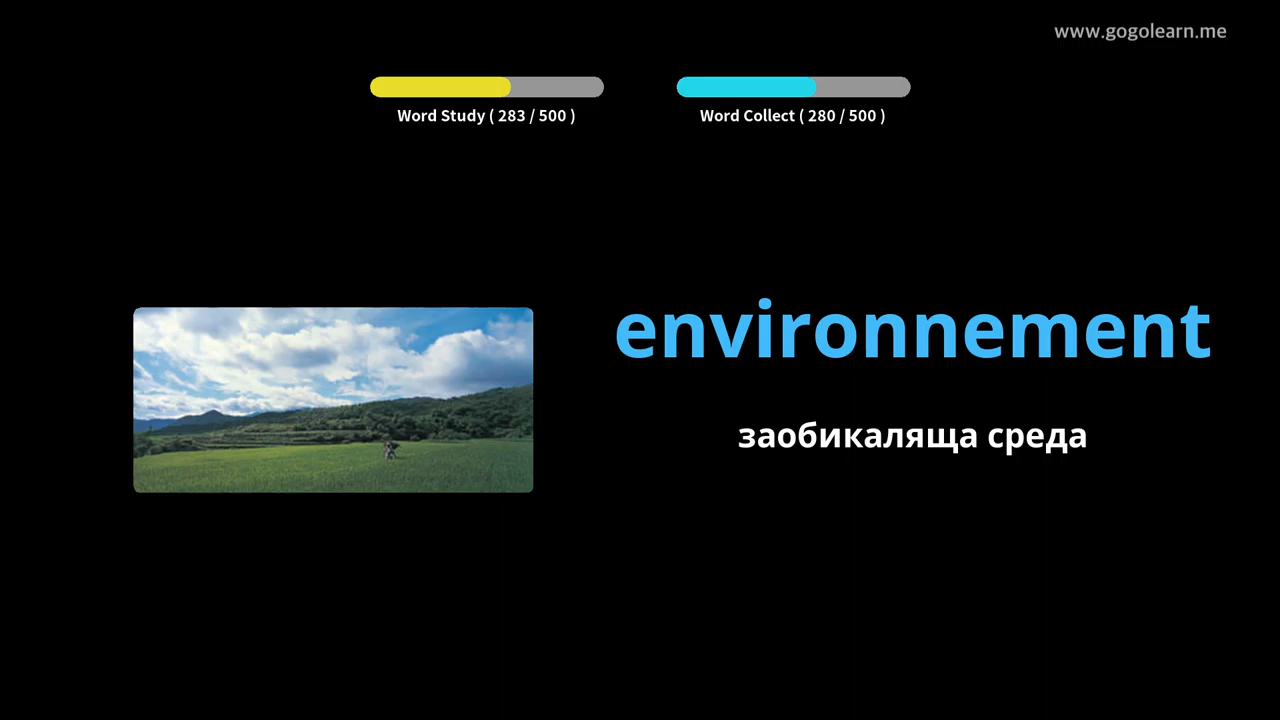 www.gogolearn.me
Word Study ( 283 / 500 )
Word Collect ( 280 / 500 )
environnement
заобикаляща среда